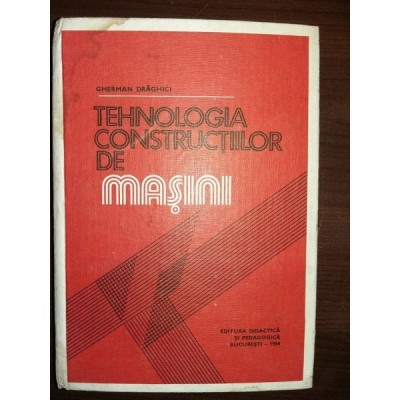 GHERMAN DRĂGHICI
TEHNOLOGIA
CONSTRUCȚIILOR
DE
MAȘINI
EDITURA DIDACTICĂ
ȘI PEDAGOGICĂ
BUCUREȘTI – 1984